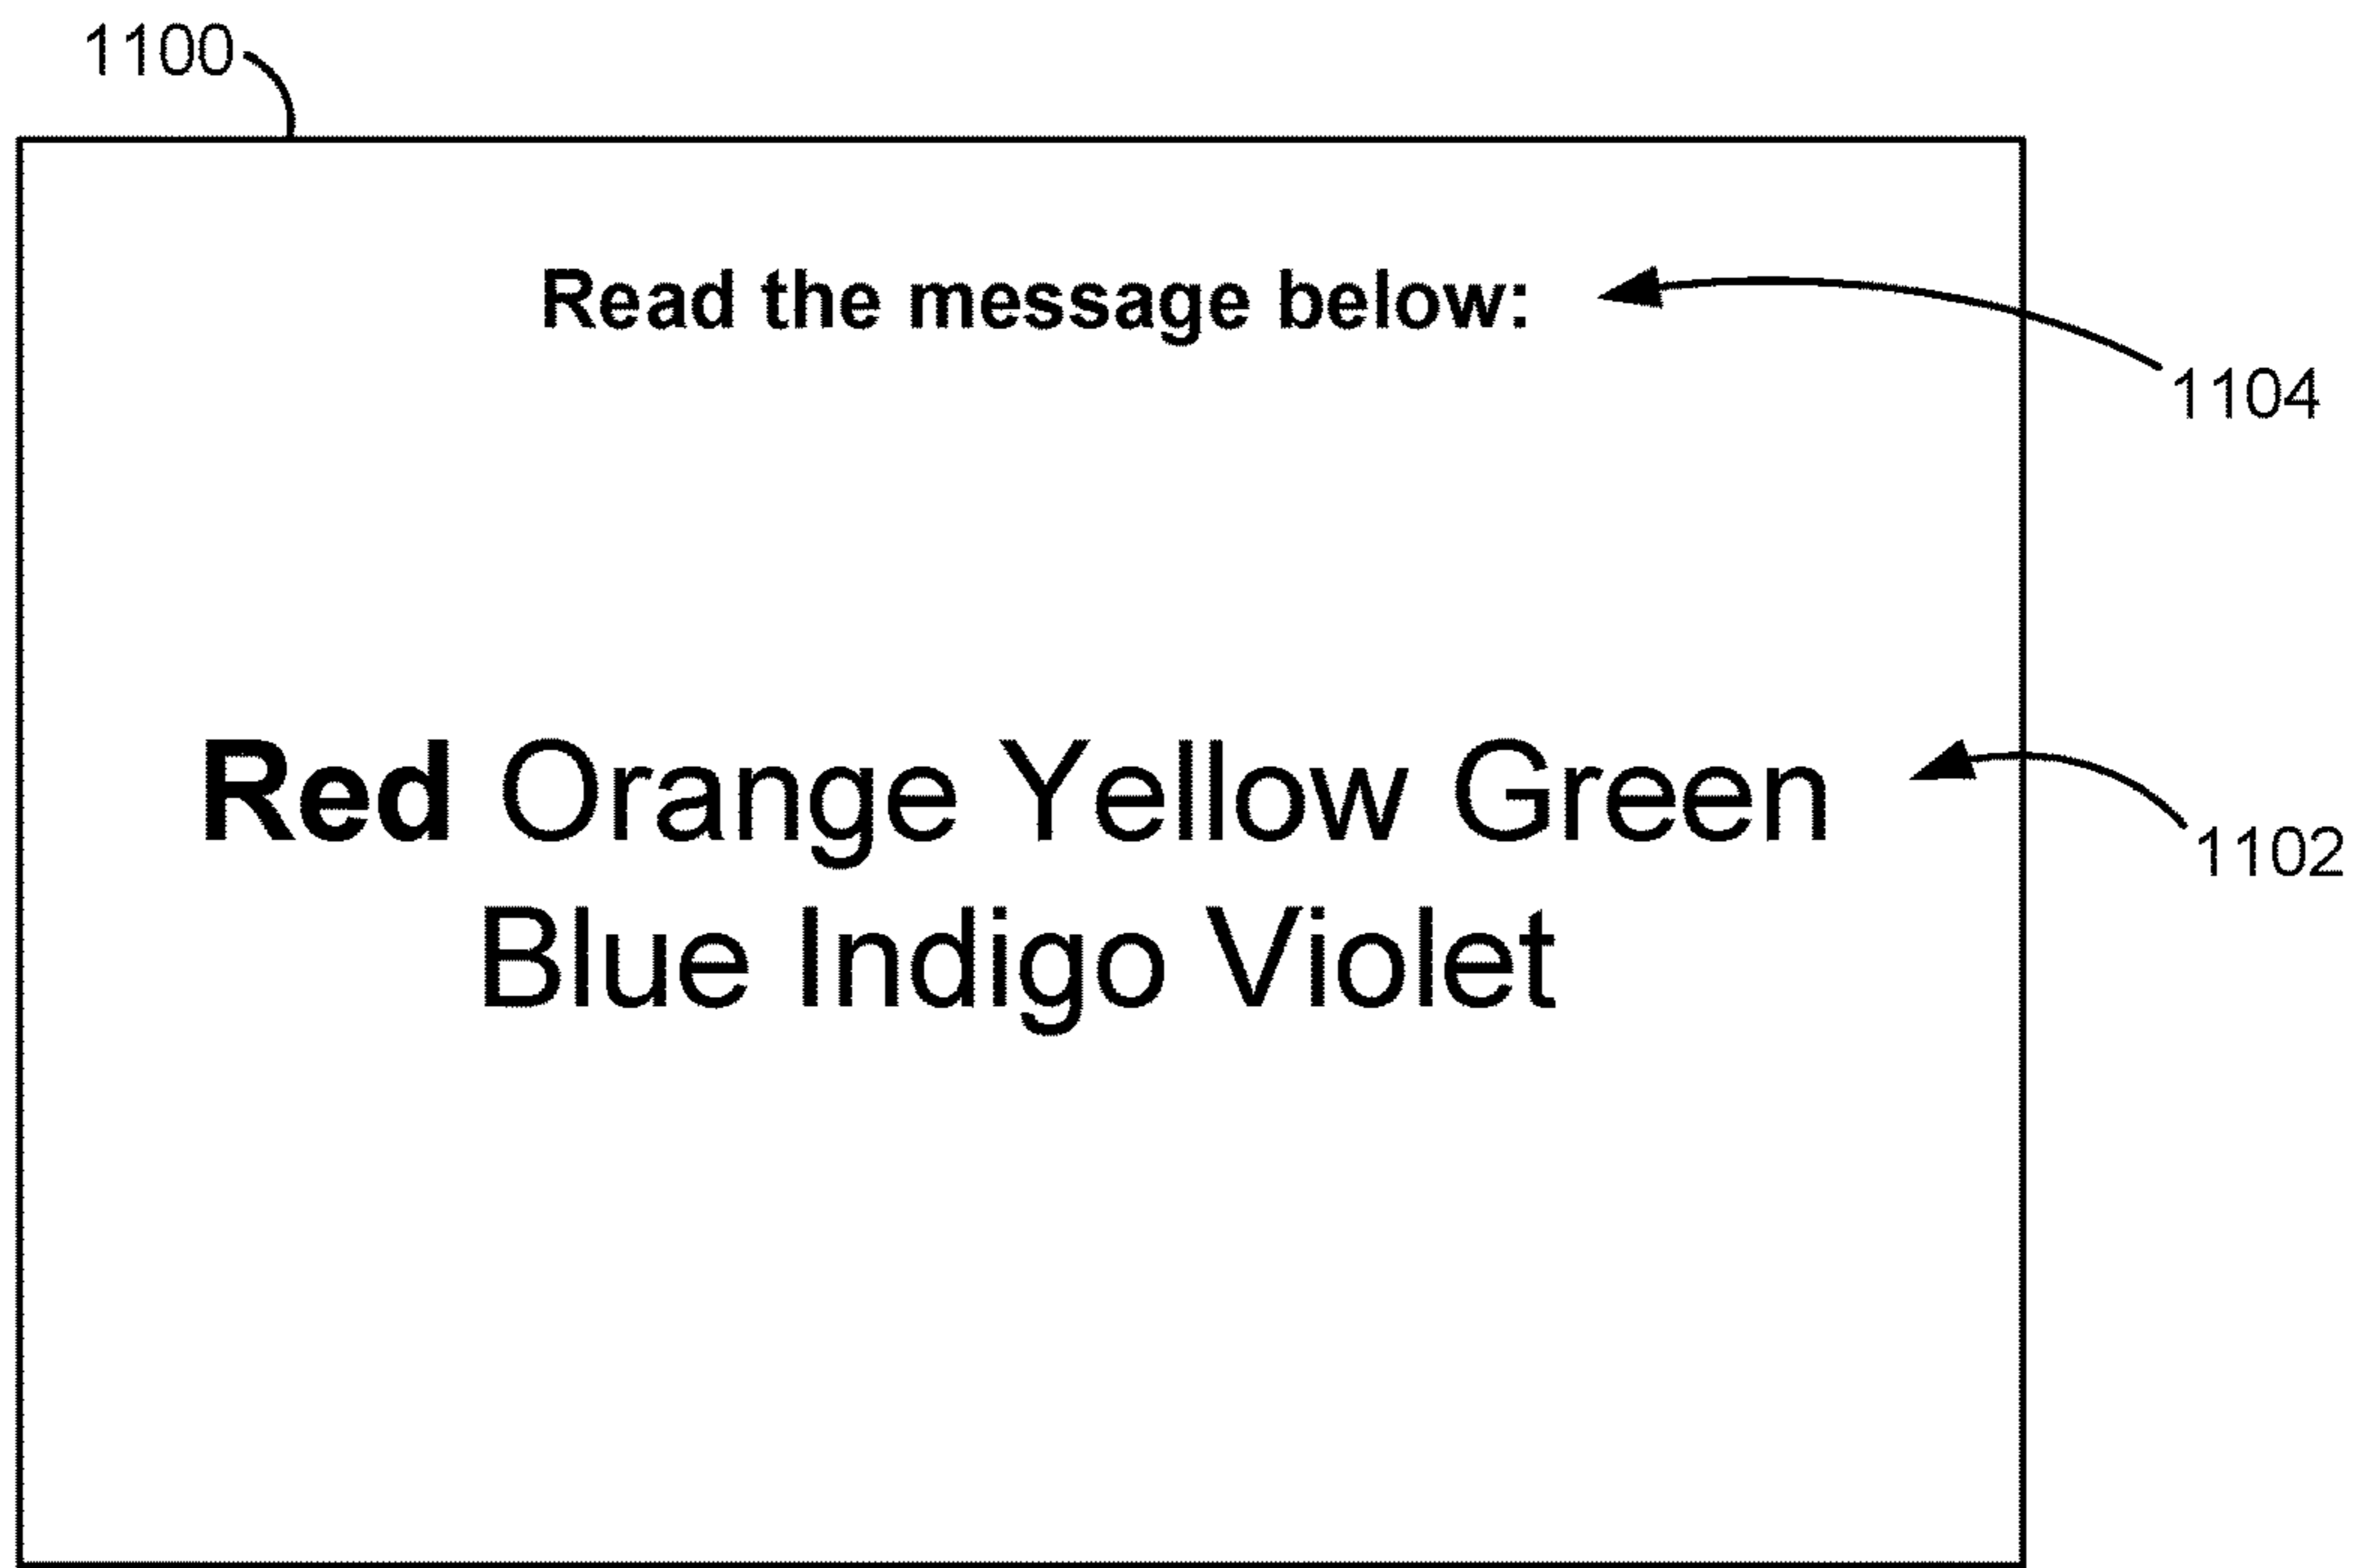 1100
Read the message below:
1104
Red Orange Yellow Green
1102
Blue Indigo Violet